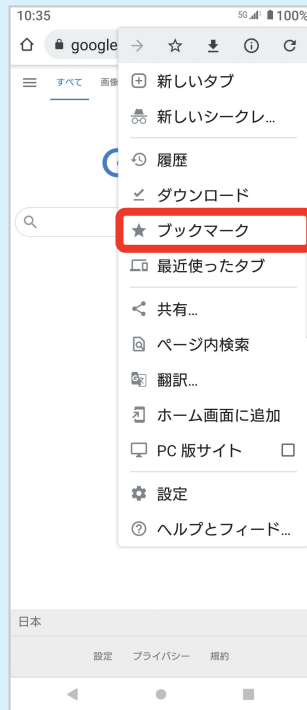 10:35 5G 100%
google
すべて 画像
新しいタブ
新しいシークレ...
履歴
ダウンロード
ブックマーク
最近使ったタブ
共有...
ページ内検索
翻訳...
ホーム画面に追加
PC 版サイト
設定
ヘルプとフィード...
日本
設定 プライバシー 規約